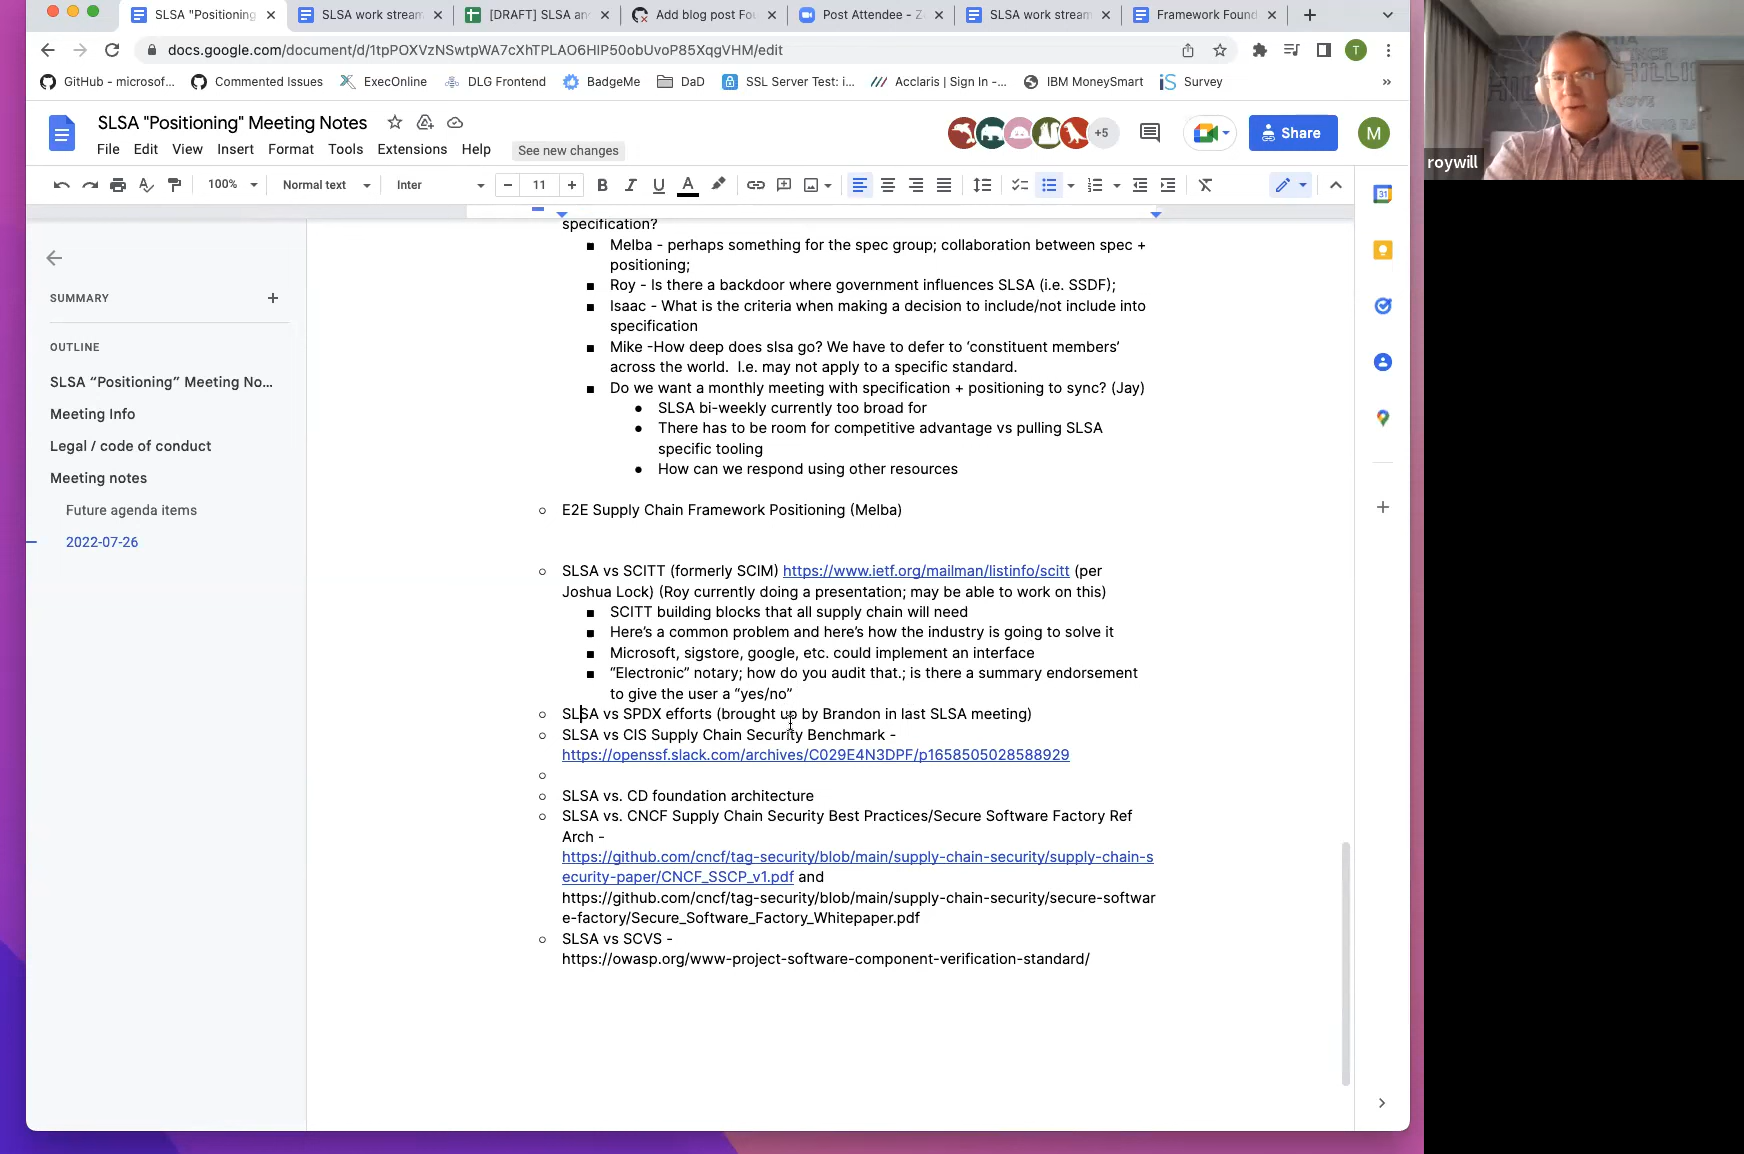 SLSA "Positioning
SLSA work stream
[DRAFT] SLSA an
Add blog post Fou
Post Attendee - Z
SLSA work stream
Framework Found
docs.google.com/document/d/1tpPOXVzNSwtpWA7cXhTPLAO6HlP50obUvoP85XqgVHM/edit
T
GitHub - microsof...
Commented Issues
ExecOnline
DLG Frontend
BadgeMe
DaD
SSL Server Test: i...
Acclaris | Sign In -...
IBM MoneySmart
Survey
»
SLSA "Positioning" Meeting Notes
File Edit View Insert Format Tools Extensions Help
See new changes
+5
Share
M
100%
Normal text
Inter
11
B I U A
31
SUMMARY
OUTLINE
SLSA “Positioning” Meeting No...
Meeting Info
Legal / code of conduct
Meeting notes
Future agenda items
2022-07-26
specification?
Melba - perhaps something for the spec group; collaboration between spec +
positioning;
Roy - Is there a backdoor where government influences SLSA (i.e. SSDF);
Isaac - What is the criteria when making a decision to include/not include into
specification
Mike -How deep does slsa go? We have to defer to ‘constituent members’
across the world.  I.e. may not apply to a specific standard.
Do we want a monthly meeting with specification + positioning to sync? (Jay)
SLSA bi-weekly currently too broad for
There has to be room for competitive advantage vs pulling SLSA
specific tooling
How can we respond using other resources
E2E Supply Chain Framework Positioning (Melba)
SLSA vs SCITT (formerly SCIM) https://www.ietf.org/mailman/listinfo/scitt (per
Joshua Lock) (Roy currently doing a presentation; may be able to work on this)
SCITT building blocks that all supply chain will need
Here’s a common problem and here’s how the industry is going to solve it
Microsoft, sigstore, google, etc. could implement an interface
“Electronic” notary; how do you audit that.; is there a summary endorsement
to give the user a “yes/no”
SLSA vs SPDX efforts (brought up by Brandon in last SLSA meeting)
SLSA vs CIS Supply Chain Security Benchmark -
https://openssf.slack.com/archives/C029E4N3DPF/p1658505028588929
SLSA vs. CD foundation architecture
SLSA vs. CNCF Supply Chain Security Best Practices/Secure Software Factory Ref
Arch -
https://github.com/cncf/tag-security/blob/main/supply-chain-security/supply-chain-s
ecurity-paper/CNCF_SSCP_v1.pdf and
https://github.com/cncf/tag-security/blob/main/supply-chain-security/secure-softwar
e-factory/Secure_Software_Factory_Whitepaper.pdf
SLSA vs SCVS -
https://owasp.org/www-project-software-component-verification-standard/
roywill